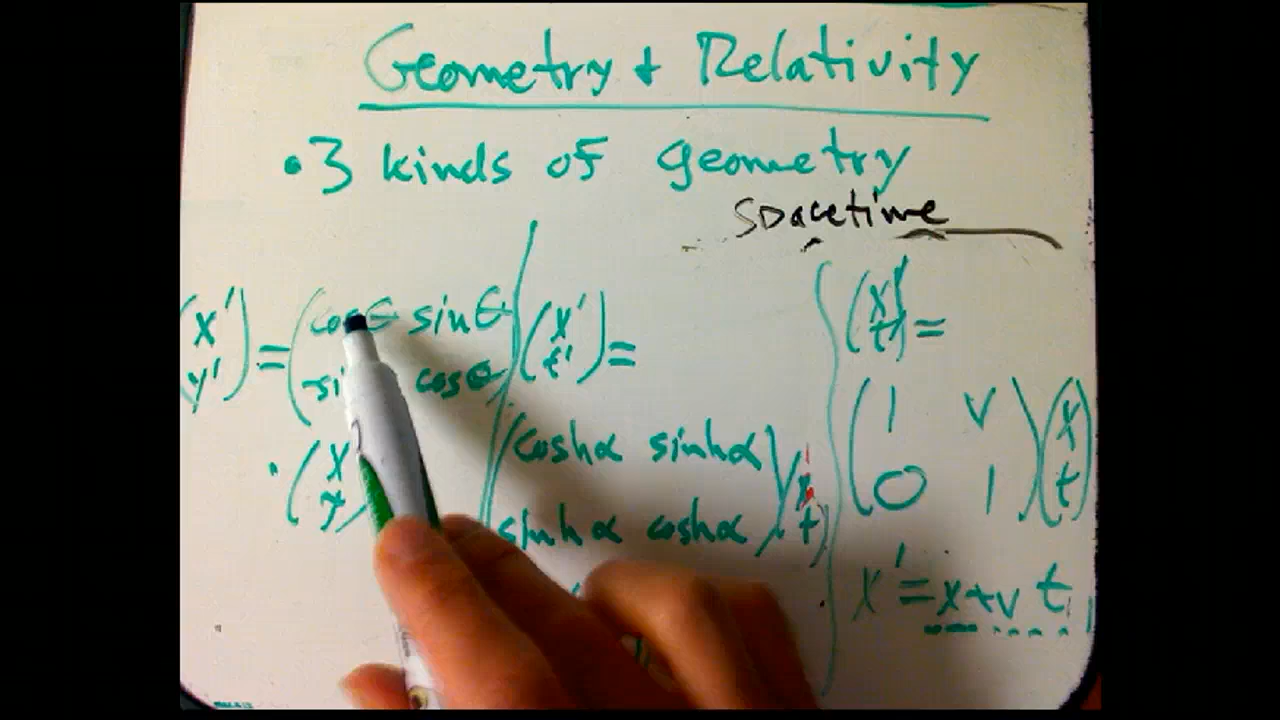 Geometry + Relativity
• 3 kinds of geometry
spacetime
(x' y') = (cosθ sinθ
cosθ)
· (x y)
(x' t') =
(coshα sinhα
sinhα coshα) (x t)
(x' t') =
(1 v
0 1) (x t)
x' = x+v t